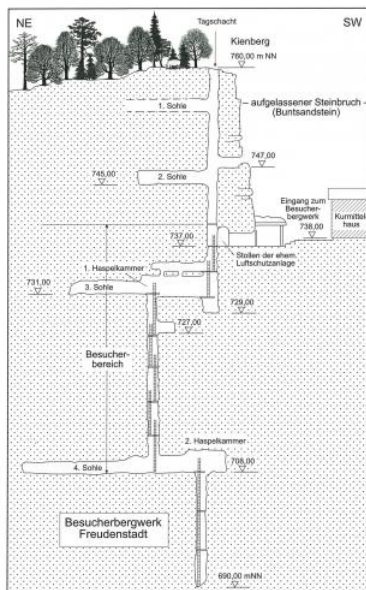 NE
SW
Tagschacht
Kienberg
760,00 m NN
1. Sohle
aufgelassener Steinbruch
(Buntsandstein)
747,00
745,00
2. Sohle
Eingang zum
Besucher-
bergwerk
738,00
Kurmittel-
haus
737,00
Stollen der ehem.
Luftschutzanlage
1. Haspelkammer
731,00
3. Sohle
729,00
727,00
Besucher-
bereich
2. Haspelkammer
708,00
4. Sohle
Besucherbergwerk
Freudenstadt
690,00 mNN